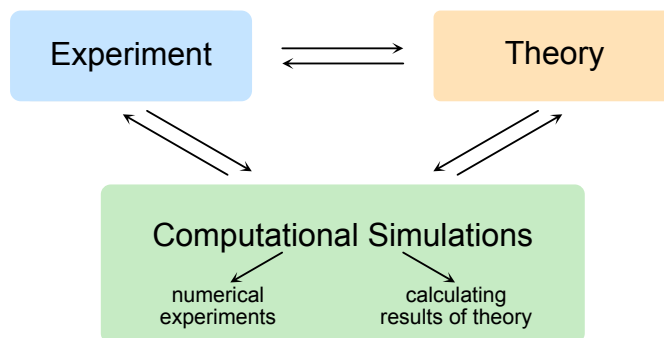 Experiment
Theory
Computational Simulations
numerical
experiments
calculating
results of theory